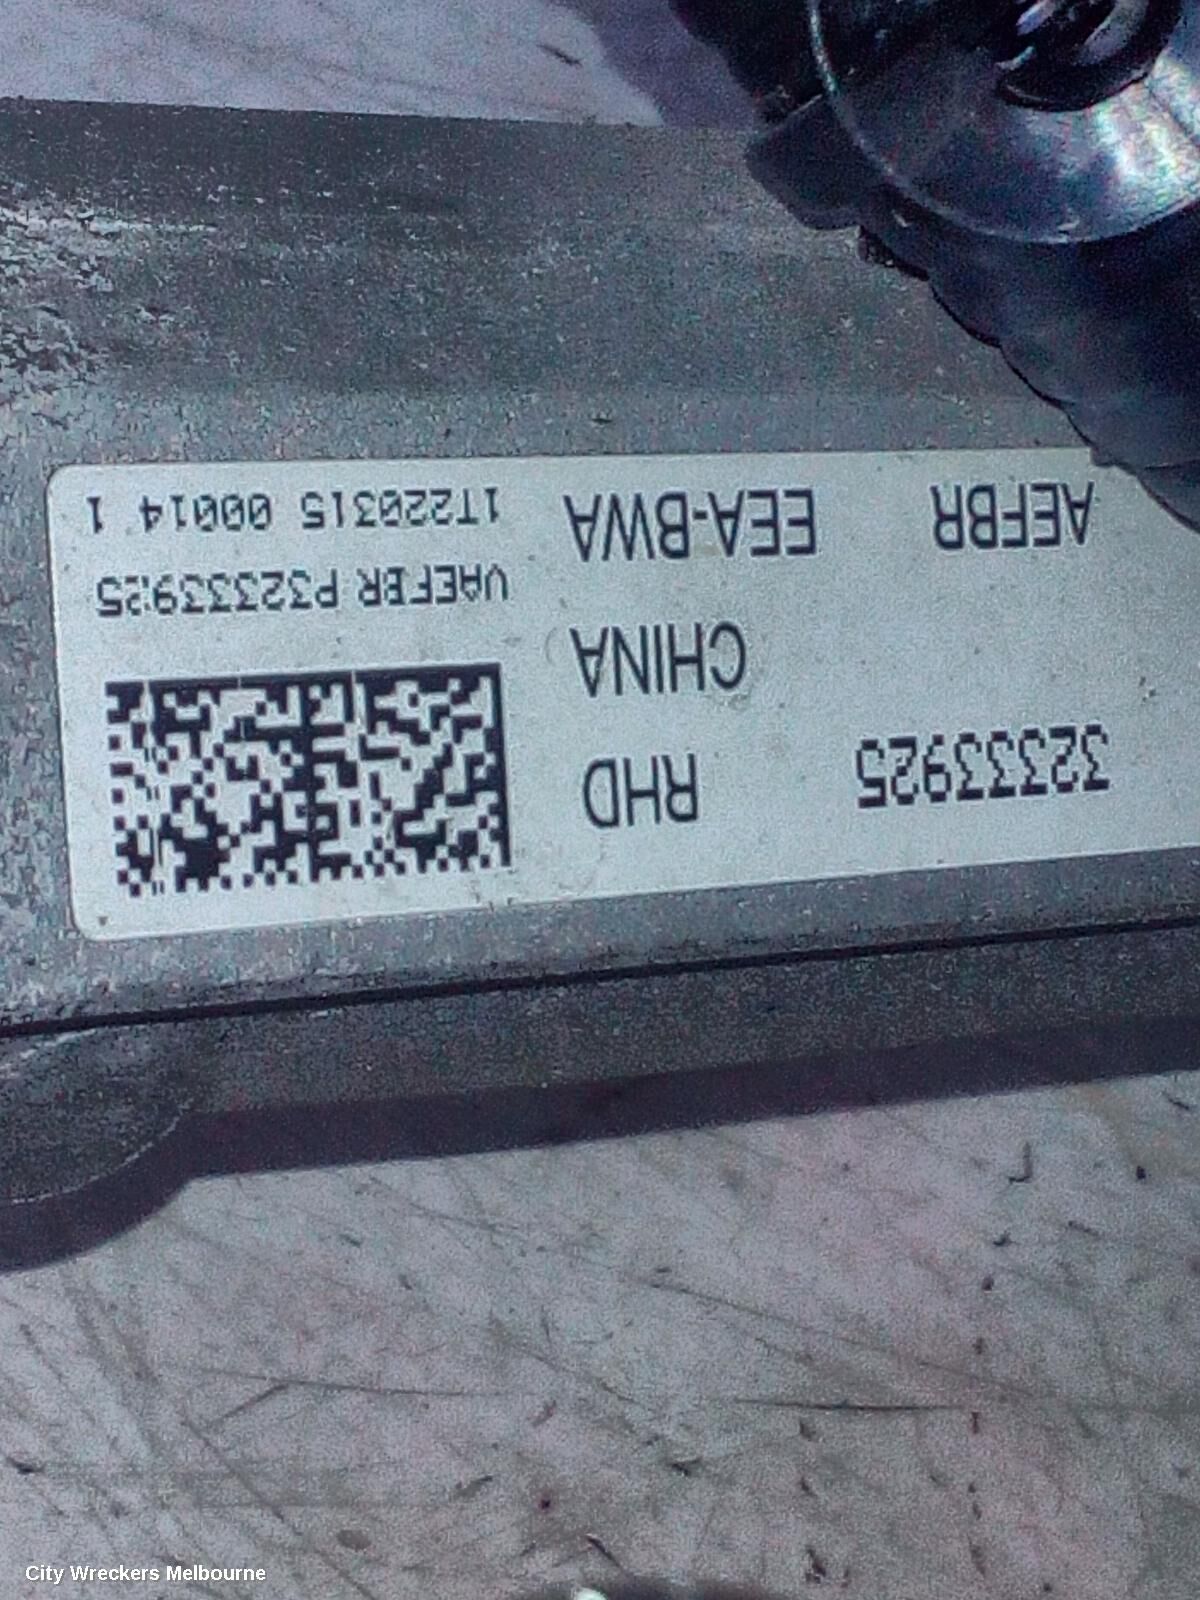 32333925 RHD
CHINA
VAEFBR P32333925
AEFBR EEA-BWA 1T220315 00014 1
City Wreckers Melbourne